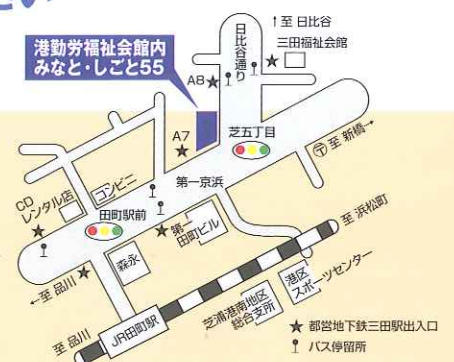 ↑至 日比谷
三田福祉会館
日比谷通り
港勤労福祉会館内
みなと・しごと55
A8
A7
芝五丁目
〒
至 新橋→
第一京浜
コンビニ
CD
レンタル店
田町駅前
第一
田町ビル
森永
←至 品川
至 浜松町
港区
スポーツセンター
芝浦港南地区
総合支所
JR田町駅
至 品川
★ 都営地下鉄三田駅出入口
バス停留所